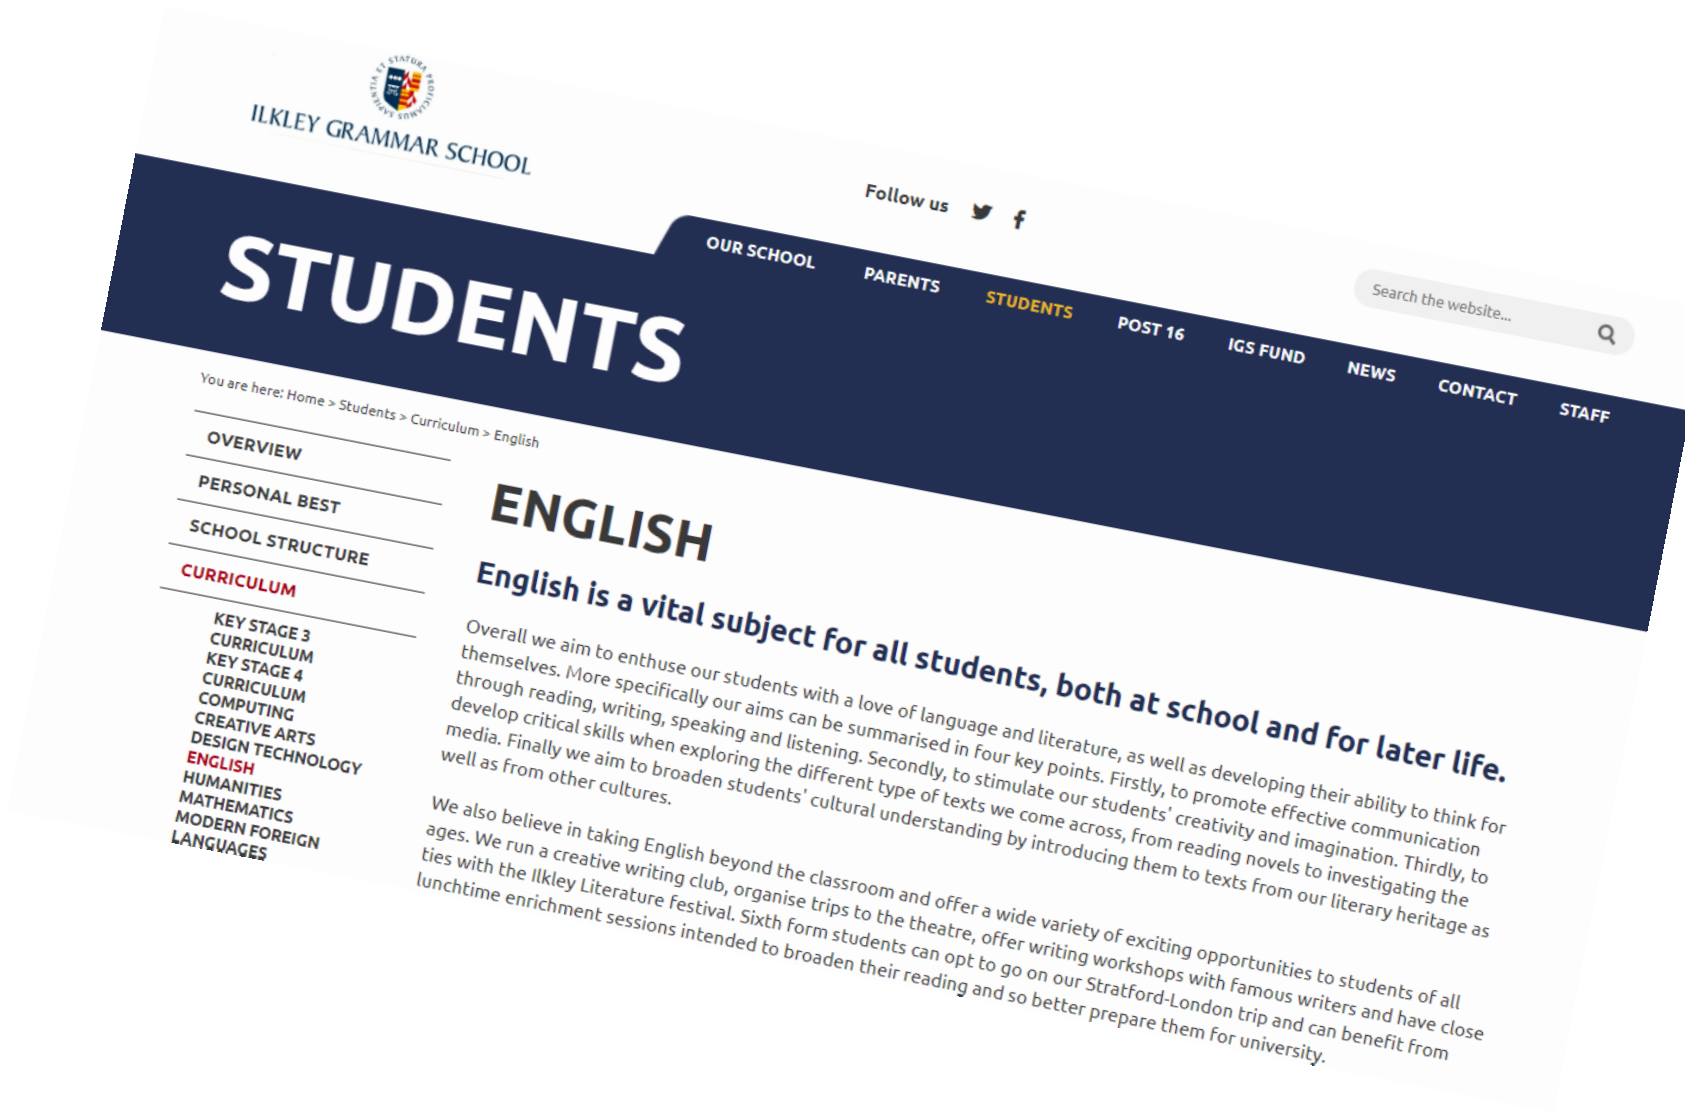 SAPIENTIA ET STATURA PROFICIAMUS
ILKLEY GRAMMAR SCHOOL
Follow us
Search the website...
OUR SCHOOL
PARENTS
STUDENTS
POST 16
IGS FUND
NEWS
CONTACT
STAFF
STUDENTS
You are here: Home > Students > Curriculum > English
OVERVIEW
PERSONAL BEST
SCHOOL STRUCTURE
CURRICULUM
KEY STAGE 3
CURRICULUM
KEY STAGE 4
CURRICULUM
COMPUTING
CREATIVE ARTS
DESIGN TECHNOLOGY
ENGLISH
HUMANITIES
MATHEMATICS
MODERN FOREIGN
LANGUAGES
ENGLISH
English is a vital subject for all students, both at school and for later life.
Overall we aim to enthuse our students with a love of language and literature, as well as developing their ability to think for
themselves. More specifically our aims can be summarised in four key points. Firstly, to promote effective communication
through reading, writing, speaking and listening. Secondly, to stimulate our students' creativity and imagination. Thirdly, to
develop critical skills when exploring the different type of texts we come across, from reading novels to investigating the
media. Finally we aim to broaden students' cultural understanding by introducing them to texts from our literary heritage as
well as from other cultures.
We also believe in taking English beyond the classroom and offer a wide variety of exciting opportunities to students of all
ages. We run a creative writing club, organise trips to the theatre, offer writing workshops with famous writers and have close
ties with the Ilkley Literature festival. Sixth form students can opt to go on our Stratford-London trip and can benefit from
lunchtime enrichment sessions intended to broaden their reading and so better prepare them for university.